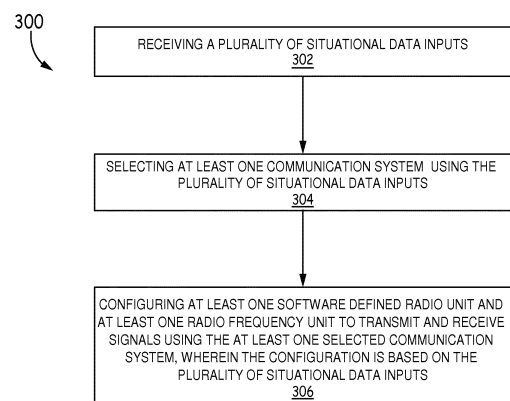 300
RECEIVING A PLURALITY OF SITUATIONAL DATA INPUTS
302
SELECTING AT LEAST ONE COMMUNICATION SYSTEM USING THE
PLURALITY OF SITUATIONAL DATA INPUTS
304
CONFIGURING AT LEAST ONE SOFTWARE DEFINED RADIO UNIT AND
AT LEAST ONE RADIO FREQUENCY UNIT TO TRANSMIT AND RECEIVE
SIGNALS USING THE AT LEAST ONE SELECTED COMMUNICATION
SYSTEM, WHEREIN THE CONFIGURATION IS BASED ON THE
PLURALITY OF SITUATIONAL DATA INPUTS
306